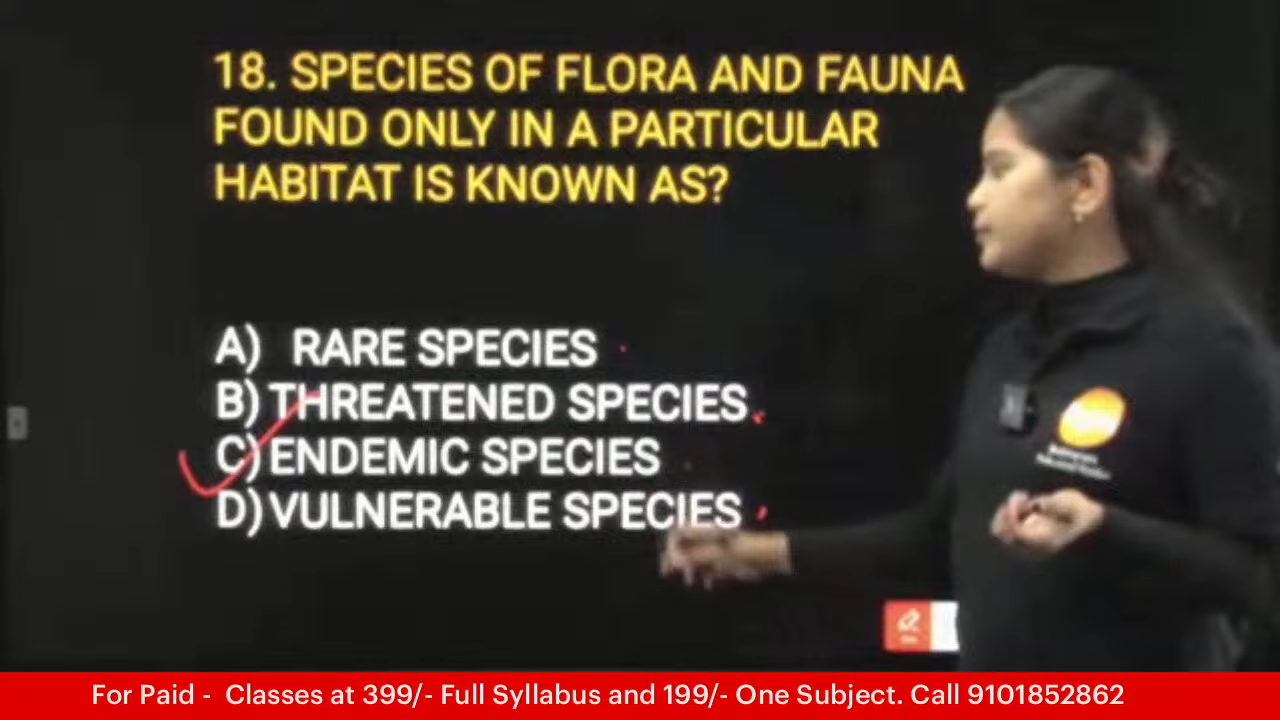 18. SPECIES OF FLORA AND FAUNA
FOUND ONLY IN A PARTICULAR
HABITAT IS KNOWN AS?
A) RARE SPECIES
B) THREATENED SPECIES
C) ENDEMIC SPECIES
D) VULNERABLE SPECIES
For Paid - Classes at 399/- Full Syllabus and 199/- One Subject. Call 9101852862